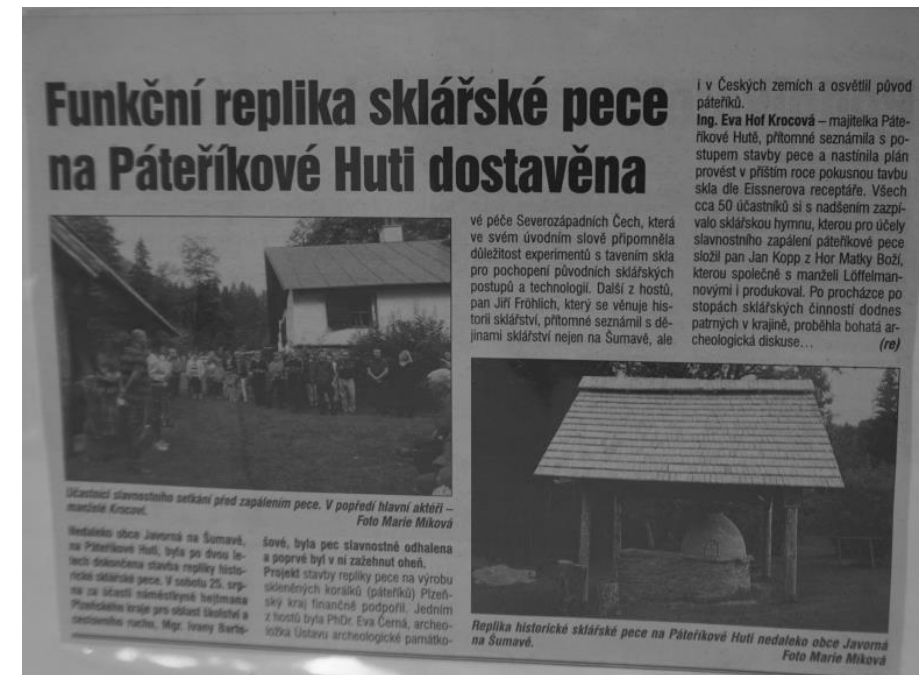 Funkční replika sklářské pece
na Páteříkové Huti dostavěna
Účastníci slavnostního setkání před zapálením pece. V popředí hlavní aktéři –
manželé Krocovi.
Foto Marie Míková
Nedaleko obce Javorná na Šumavě,
na Páteříkové Huti, byla po dvou le-
tech dokončena stavba repliky histo-
rické sklářské pece. V sobotu 25. srp-
na za účasti náměstkyně hejtmana
Plzeňského kraje pro oblast školství a
cestovního ruchu, Mgr. Ivany Barto-
šové, byla pec slavnostně odhalena
a poprvé byl v ní zažehnut oheň.
Projekt stavby repliky pece na výrobu
skleněných korálků (páteříků) Plzeň-
ský kraj finančně podpořil. Jedním
z hostů byla PhDr. Eva Černá, archeo-
ložka Ústavu archeologické památko-
vé péče Severozápadních Čech, která
ve svém úvodním slově připomněla
důležitost experimentů s tavením skla
pro pochopení původních sklářských
postupů a technologií. Další z hostů,
pan Jiří Fröhlich, který se věnuje his-
torii sklářství, přítomné seznámil s dě-
jinami sklářství nejen na Šumavě, ale
i v Českých zemích a osvětlil původ
páteříků.
Ing. Eva Hof Krocová – majitelka Páte-
říkové Hutě, přítomné seznámila s po-
stupem stavby pece a nastínila plán
provést v příštím roce pokusnou tavbu
skla dle Eissnerova receptáře. Všech
cca 50 účastníků si s nadšením zazpí-
valo sklářskou hymnu, kterou pro účely
slavnostního zapálení páteříkové pece
složil pan Jan Kopp z Hor Matky Boží,
kterou společně s manželi Löffelman-
novými i produkoval. Po procházce po
stopách sklářských činností dodnes
patrných v krajině, proběhla bohatá ar-
cheologická diskuse… (re)
Replika historické sklářské pece na Páteříkové Huti nedaleko obce Javorná
na Šumavě.
Foto Marie Míková